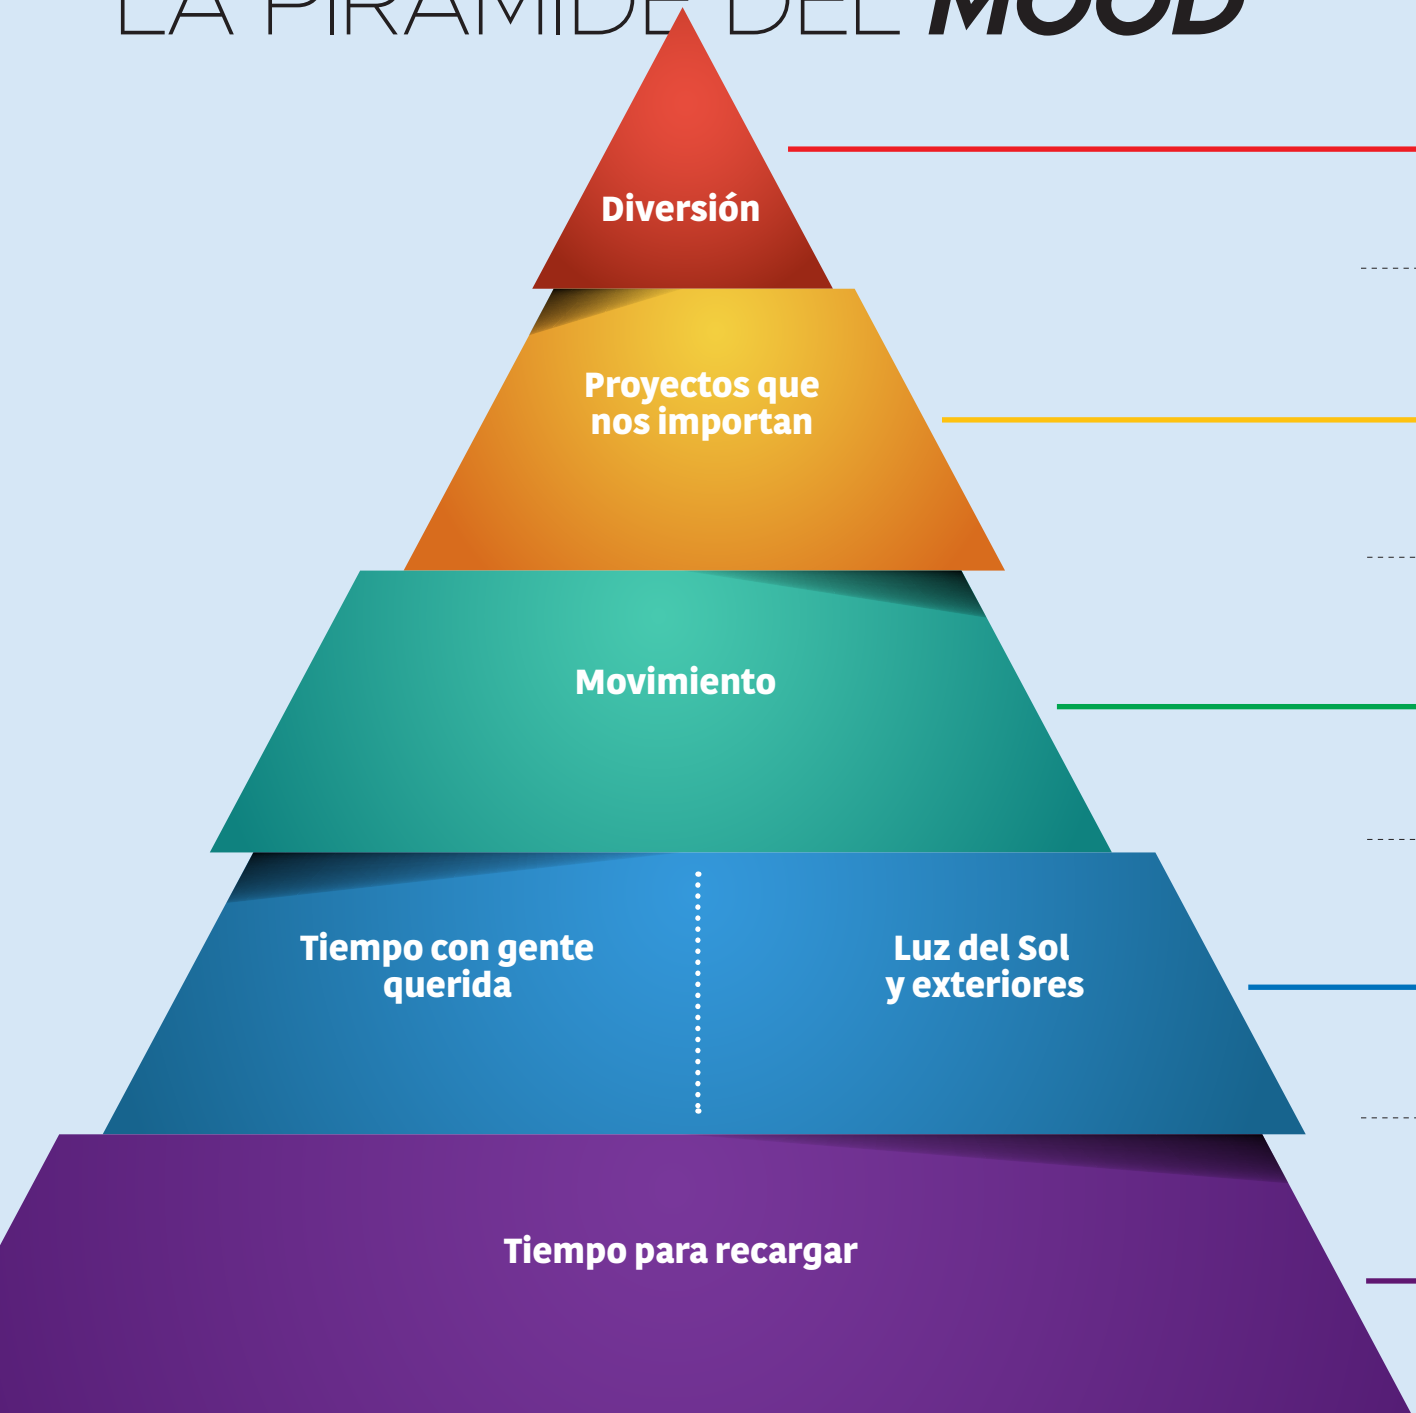 LA PIRÁMIDE DEL MOOD
Diversión
Proyectos que
nos importan
Movimiento
Tiempo con gente
querida
Luz del Sol
y exteriores
Tiempo para recargar